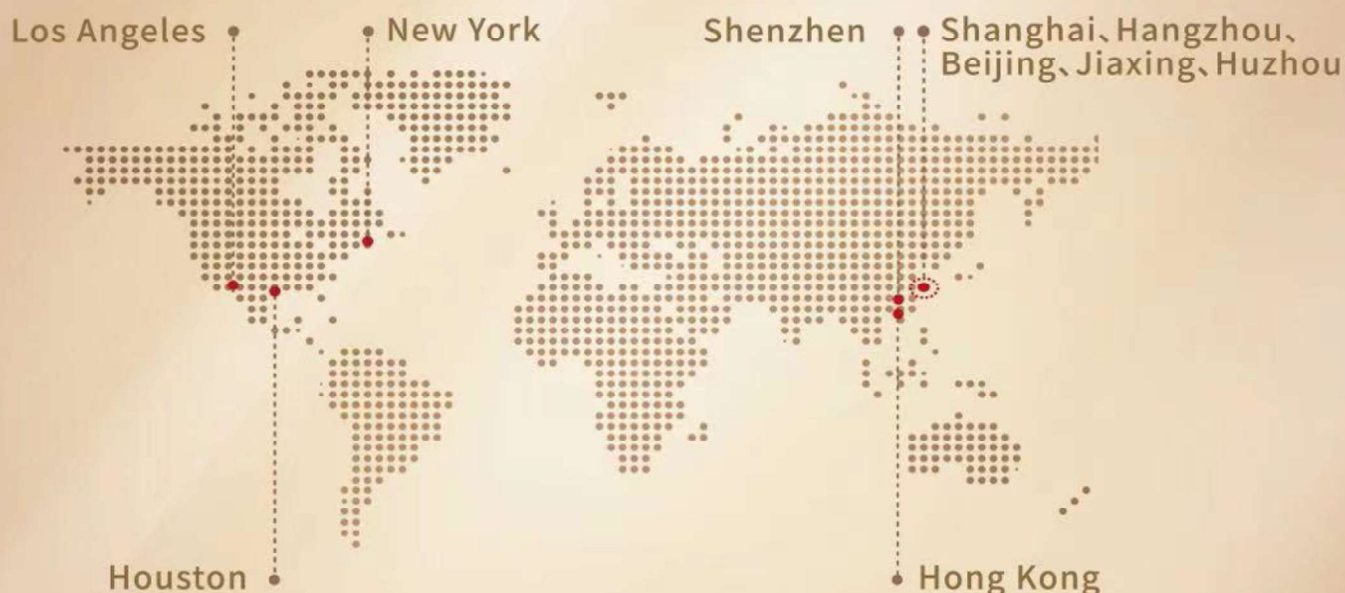 Los Angeles
New York
Shenzhen
Shanghai、Hangzhou、
Beijing、Jiaxing、Huzhou
Houston
Hong Kong